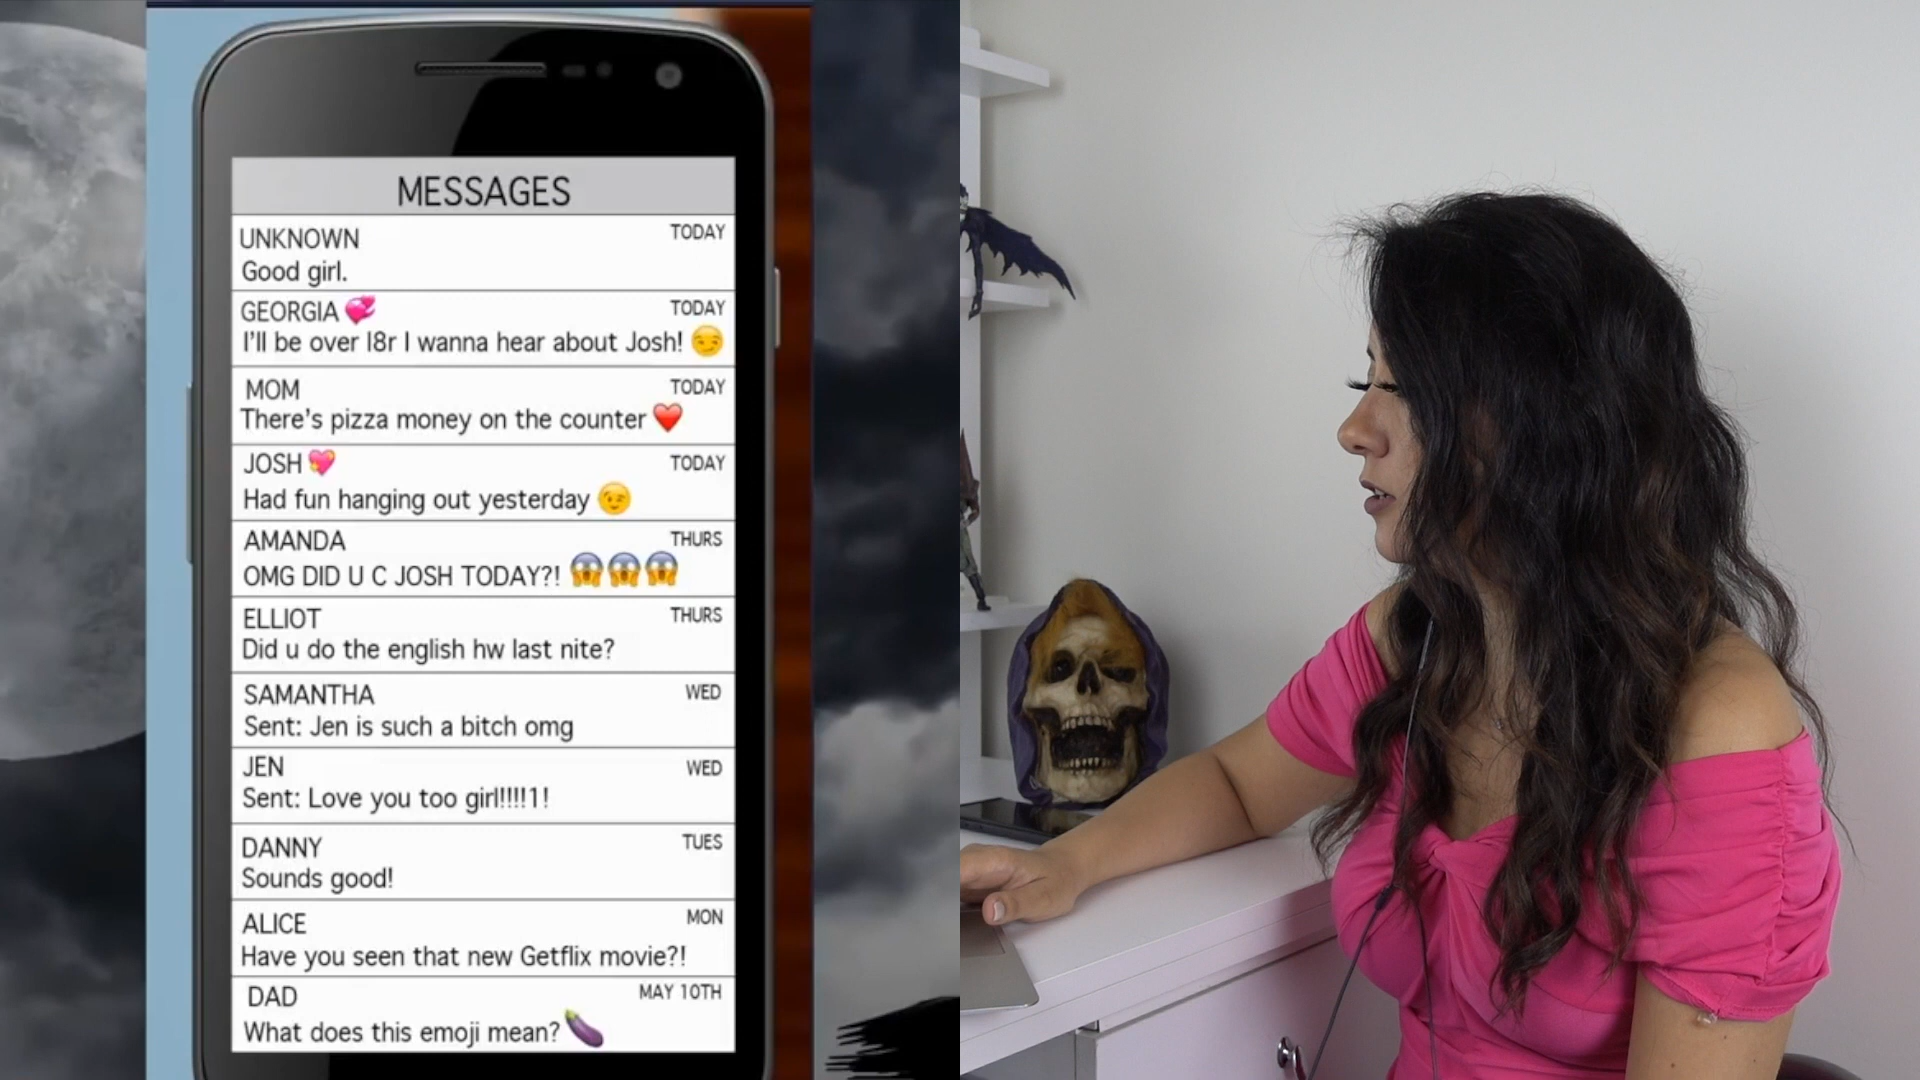 MESSAGES
UNKNOWN TODAY
Good girl.
GEORGIA 💞 TODAY
I'll be over l8r I wanna hear about Josh! 😏
MOM TODAY
There's pizza money on the counter ❤️
JOSH 💖 TODAY
Had fun hanging out yesterday 😉
AMANDA THURS
OMG DID U C JOSH TODAY?! 😱😱😱
ELLIOT THURS
Did u do the english hw last nite?
SAMANTHA WED
Sent: Jen is such a bitch omg
JEN WED
Sent: Love you too girl!!!!1!
DANNY TUES
Sounds good!
ALICE MON
Have you seen that new Getflix movie?!
DAD MAY 10TH
What does this emoji mean? 🍆